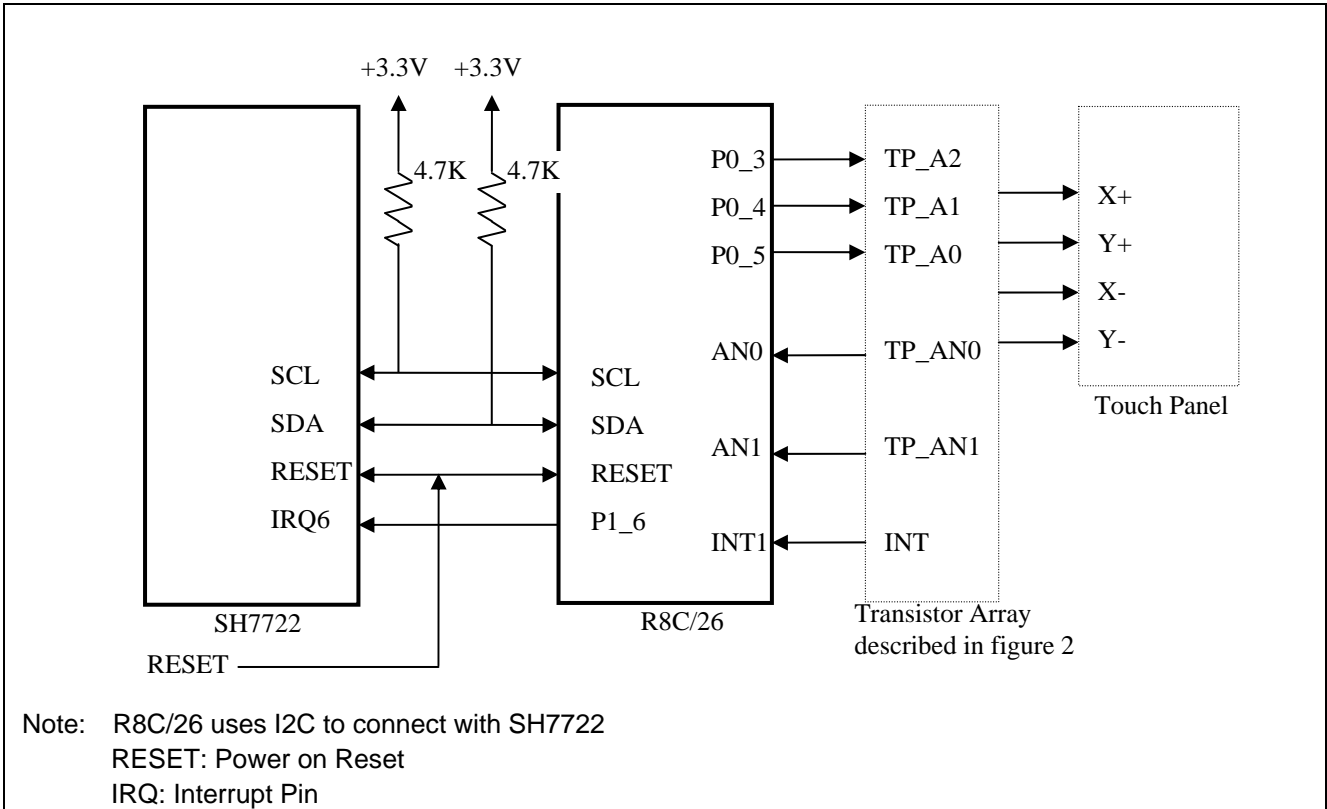 +3.3V +3.3V
4.7K 4.7K
SCL
SDA
RESET
IRQ6
SH7722
RESET
P0_3
P0_4
P0_5
AN0
SCL
SDA
AN1
RESET
P1_6
INT1
R8C/26
TP_A2
TP_A1
TP_A0
TP_AN0
TP_AN1
INT
Transistor Array
described in figure 2
X+
Y+
X-
Y-
Touch Panel
Note: R8C/26 uses I2C to connect with SH7722
RESET: Power on Reset
IRQ: Interrupt Pin